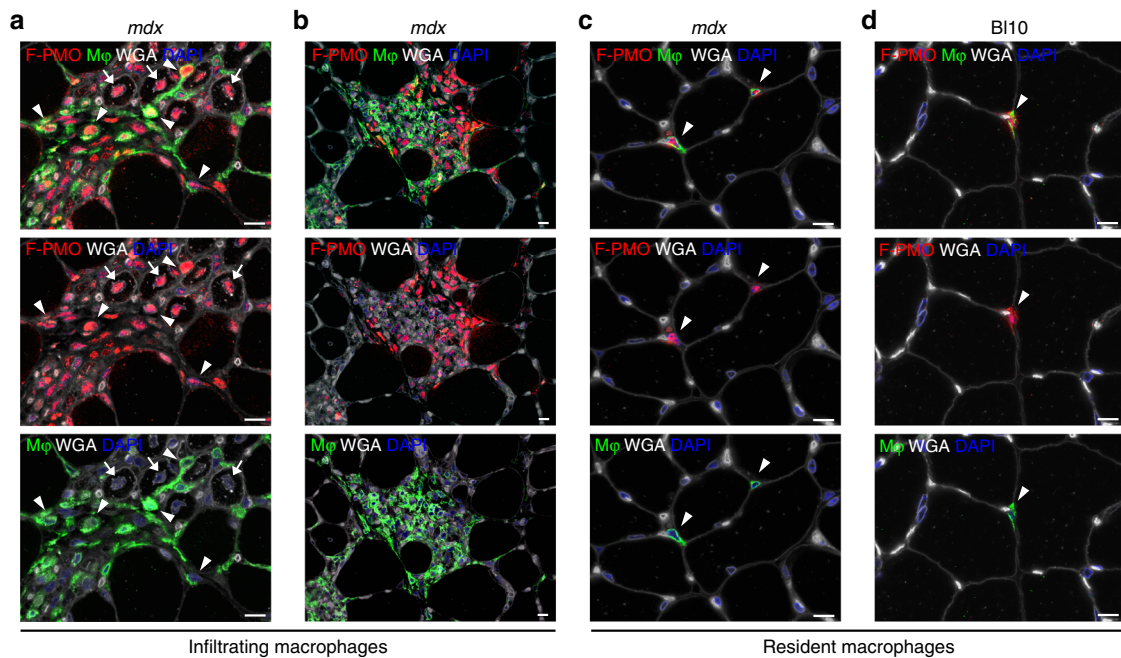 a
mdx
F-PMO Mφ WGA DAPI
F-PMO WGA DAPI
Mφ WGA DAPI
b
mdx
F-PMO Mφ WGA DAPI
F-PMO WGA DAPI
Mφ WGA DAPI
Infiltrating macrophages
c
mdx
F-PMO Mφ WGA DAPI
F-PMO WGA DAPI
Mφ WGA DAPI
d
Bl10
F-PMO Mφ WGA DAPI
F-PMO WGA DAPI
Mφ WGA DAPI
Resident macrophages